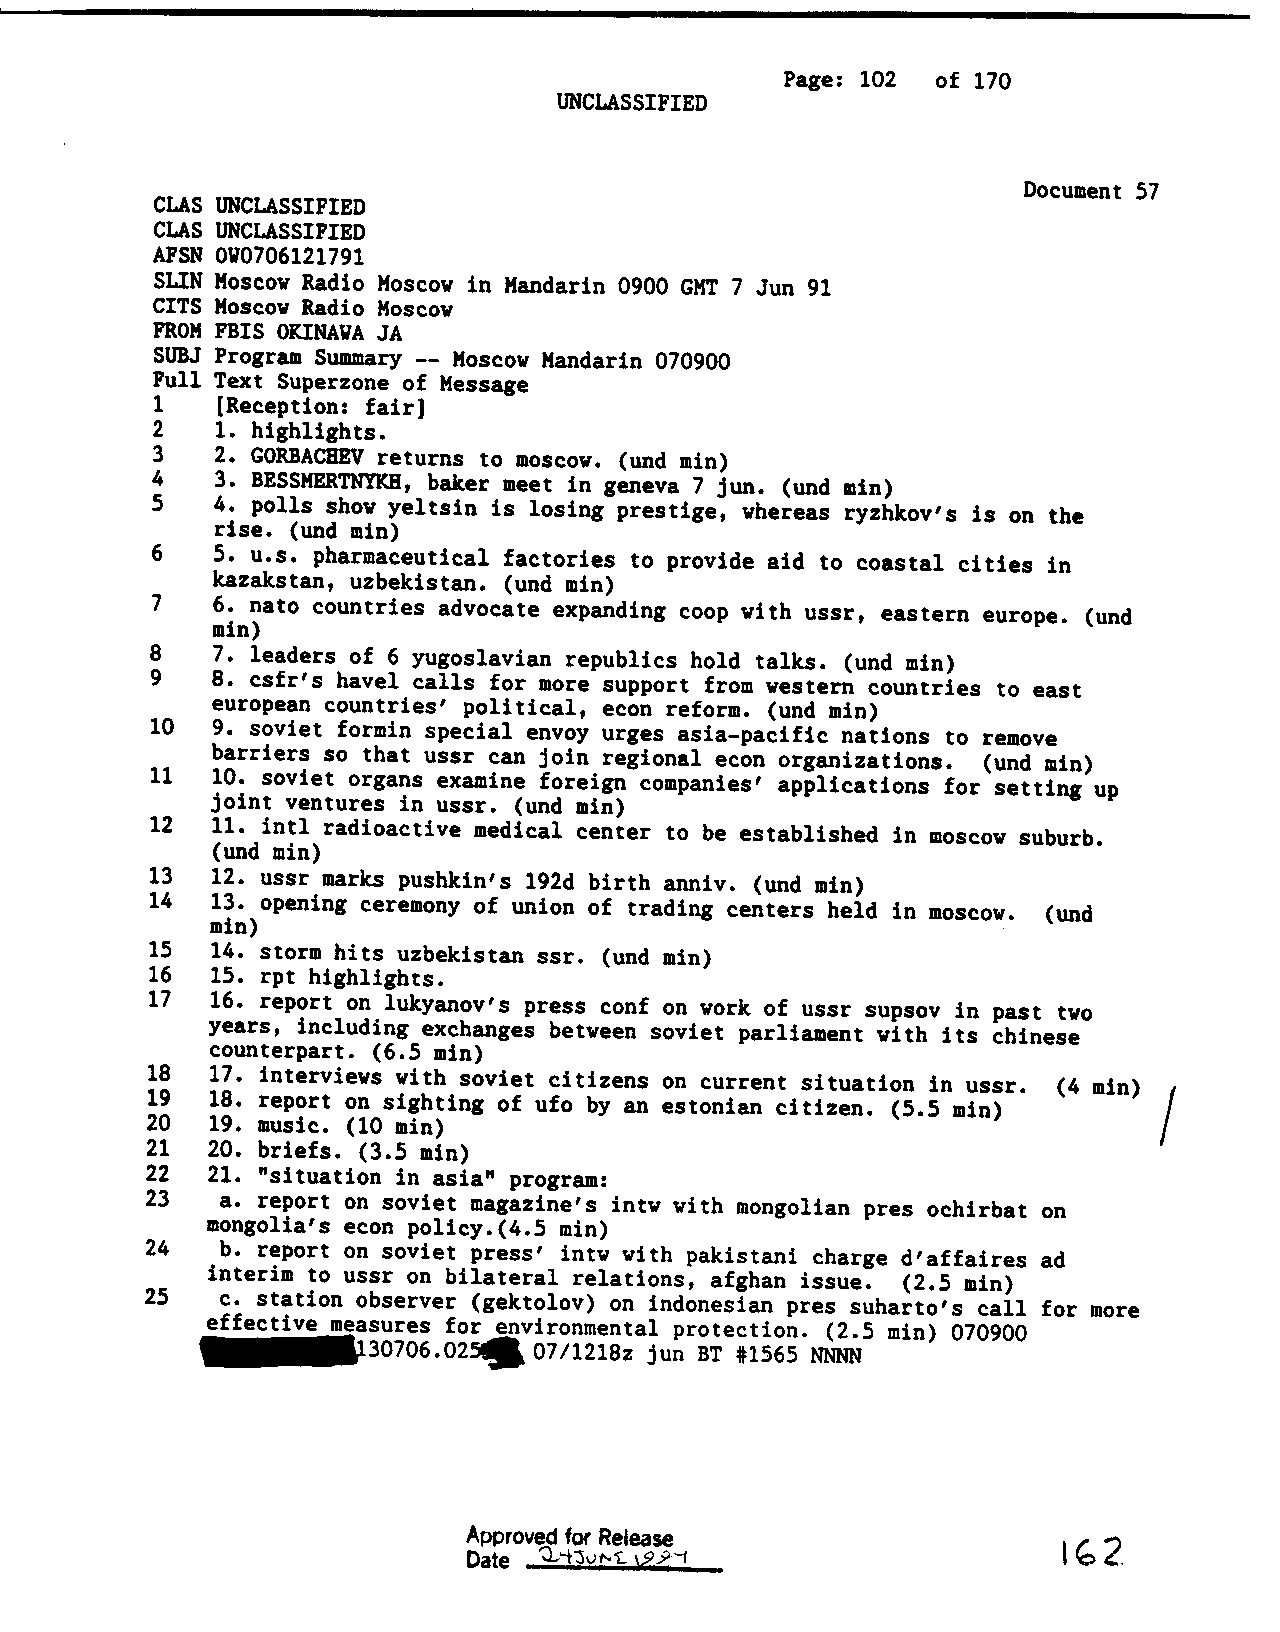 Page: 102 of 170
UNCLASSIFIED
Document 57
CLAS UNCLASSIFIED
CLAS UNCLASSIFIED
AFSN OW0706121791
SLIN Moscow Radio Moscow in Mandarin 0900 GMT 7 Jun 91
CITS Moscow Radio Moscow
FROM FBIS OKINAWA JA
SUBJ Program Summary -- Moscow Mandarin 070900
Full Text Superzone of Message
1 [Reception: fair]
2 1. highlights.
3 2. GORBACHEV returns to moscow. (und min)
4 3. BESSMERTNYKH, baker meet in geneva 7 jun. (und min)
5 4. polls show yeltsin is losing prestige, whereas ryzhkov's is on the
rise. (und min)
6 5. u.s. pharmaceutical factories to provide aid to coastal cities in
kazakstan, uzbekistan. (und min)
7 6. nato countries advocate expanding coop with ussr, eastern europe. (und
min)
8 7. leaders of 6 yugoslavian republics hold talks. (und min)
9 8. csfr's havel calls for more support from western countries to east
european countries' political, econ reform. (und min)
10 9. soviet formin special envoy urges asia-pacific nations to remove
barriers so that ussr can join regional econ organizations. (und min)
11 10. soviet organs examine foreign companies' applications for setting up
joint ventures in ussr. (und min)
12 11. intl radioactive medical center to be established in moscow suburb.
(und min)
13 12. ussr marks pushkin's 192d birth anniv. (und min)
14 13. opening ceremony of union of trading centers held in moscow. (und
min)
15 14. storm hits uzbekistan ssr. (und min)
16 15. rpt highlights.
17 16. report on lukyanov's press conf on work of ussr supsov in past two
years, including exchanges between soviet parliament with its chinese
counterpart. (6.5 min)
18 17. interviews with soviet citizens on current situation in ussr. (4 min)
19 18. report on sighting of ufo by an estonian citizen. (5.5 min)
20 19. music. (10 min)
21 20. briefs. (3.5 min)
22 21. "situation in asia" program:
23 a. report on soviet magazine's intw with mongolian pres ochirbat on
mongolia's econ policy.(4.5 min)
24 b. report on soviet press' intw with pakistani charge d'affaires ad
interim to ussr on bilateral relations, afghan issue. (2.5 min)
25 c. station observer (gektolov) on indonesian pres suharto's call for more
effective measures for environmental protection. (2.5 min) 070900
130706.025 07/1218z jun BT #1565 NNNN
Approved for Release
Date
162